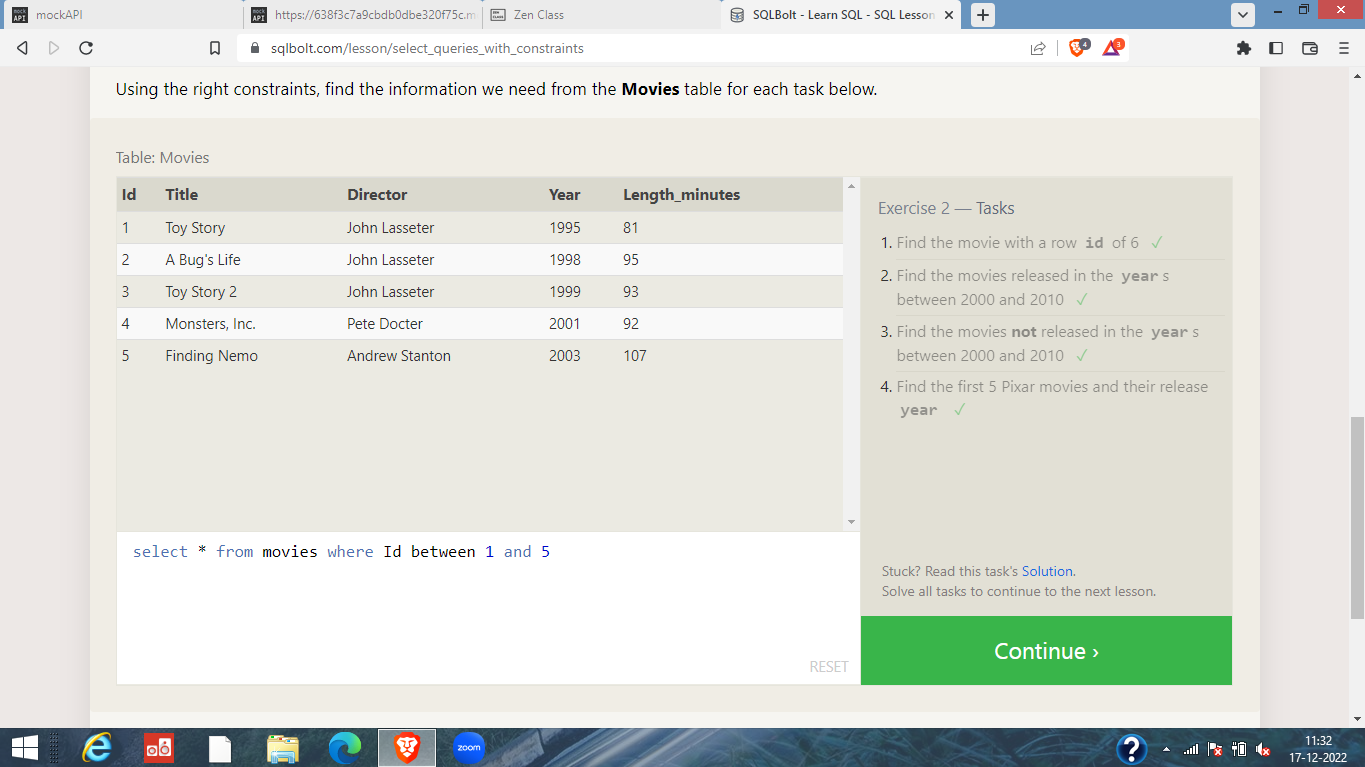 mock API mockAPI
mock API https://638f3c7a9cbdb0dbe320f75c.m
Zen Class
SQLBolt - Learn SQL - SQL Lesson
sqlbolt.com/lesson/select_queries_with_constraints
4
3
Using the right constraints, find the information we need from the Movies table for each task below.
Table: Movies
Id Title Director Year Length_minutes
1 Toy Story John Lasseter 1995 81
2 A Bug's Life John Lasseter 1998 95
3 Toy Story 2 John Lasseter 1999 93
4 Monsters, Inc. Pete Docter 2001 92
5 Finding Nemo Andrew Stanton 2003 107
select * from movies where Id between 1 and 5
RESET
Exercise 2 — Tasks
1. Find the movie with a row id of 6 ✓
2. Find the movies released in the year s
between 2000 and 2010 ✓
3. Find the movies not released in the year s
between 2000 and 2010 ✓
4. Find the first 5 Pixar movies and their release
year ✓
Stuck? Read this task's Solution.
Solve all tasks to continue to the next lesson.
Continue ›
zoom
11:32
17-12-2022